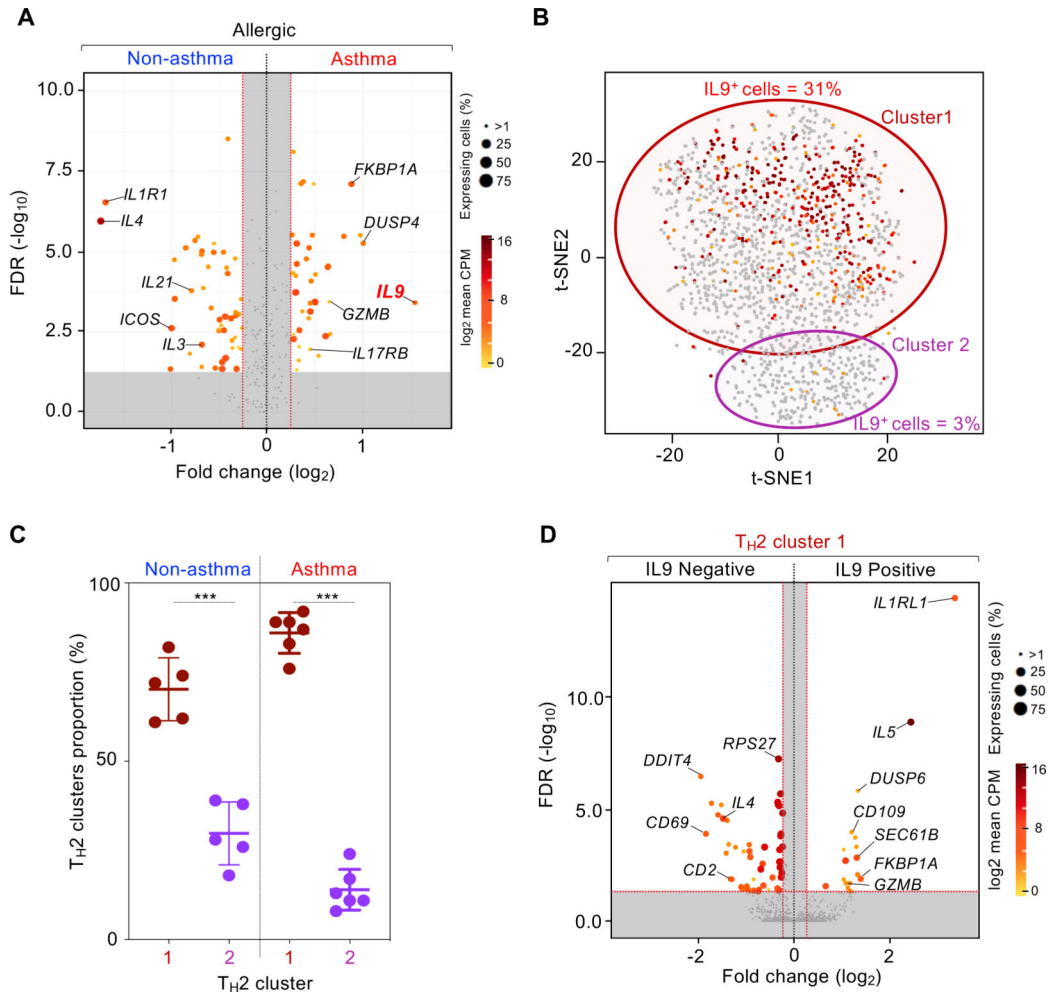 A
Allergic
Non-asthma
Asthma
10.0
7.5
5.0
2.5
0.0
FDR (-log10)
IL1R1
IL4
IL21
ICOS
IL3
FKBP1A
DUSP4
IL9
GZMB
IL17RB
-1
0
1
Fold change (log2)
Expressing cells (%)
>1
25
50
75
log2 mean CPM
16
8
0
B
IL9+ cells = 31%
Cluster1
20
0
-20
t-SNE2
Cluster 2
IL9+ cells = 3%
-20
0
20
t-SNE1
C
Non-asthma
Asthma
***
***
100
50
0
TH2 clusters proportion (%)
1
2
1
2
TH2 cluster
D
TH2 cluster 1
IL9 Negative
IL9 Positive
IL1RL1
10.0
5.0
0.0
FDR (-log10)
IL5
RPS27
DDIT4
DUSP6
IL4
CD109
CD69
SEC61B
CD2
FKBP1A
GZMB
-2
0
2
Fold change (log2)
Expressing cells (%)
>1
25
50
75
log2 mean CPM
16
8
0